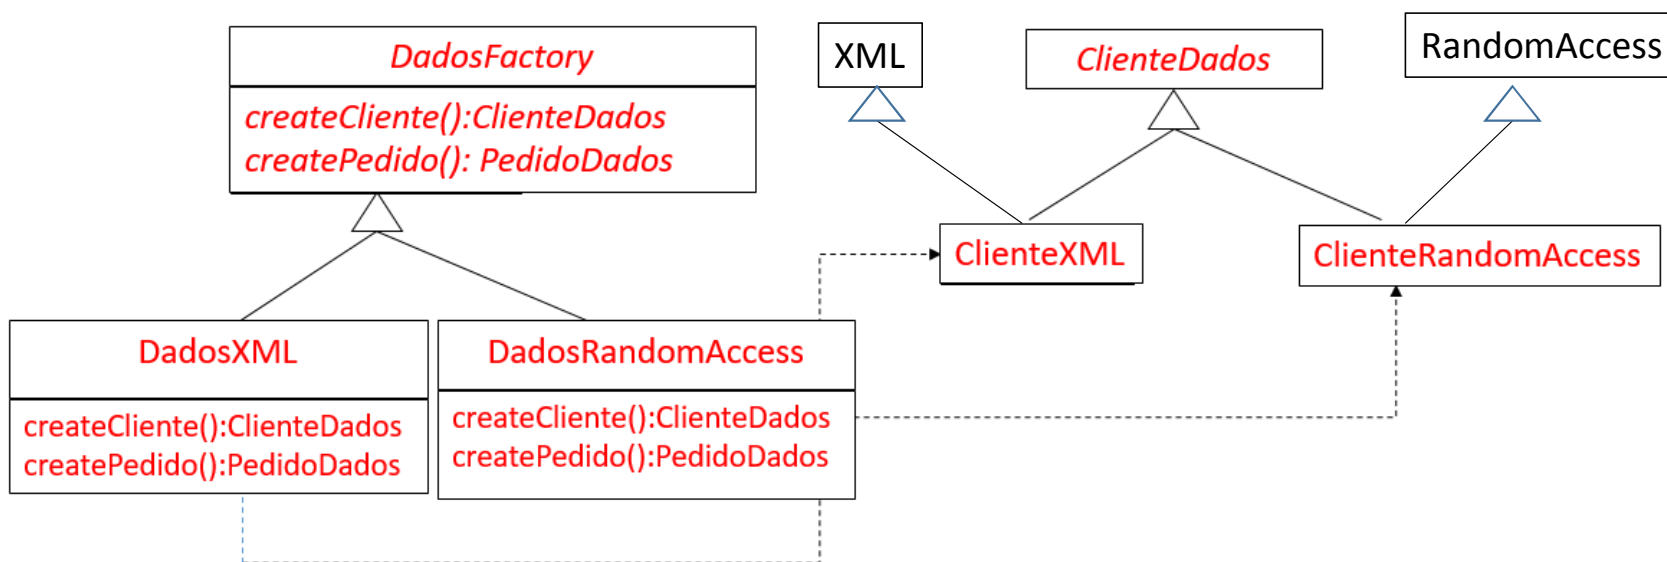 DadosFactory
createCliente():ClienteDados
createPedido(): PedidoDados
XML
ClienteDados
RandomAccess
ClienteXML
ClienteRandomAccess
DadosXML
createCliente():ClienteDados
createPedido():PedidoDados
DadosRandomAccess
createCliente():ClienteDados
createPedido():PedidoDados